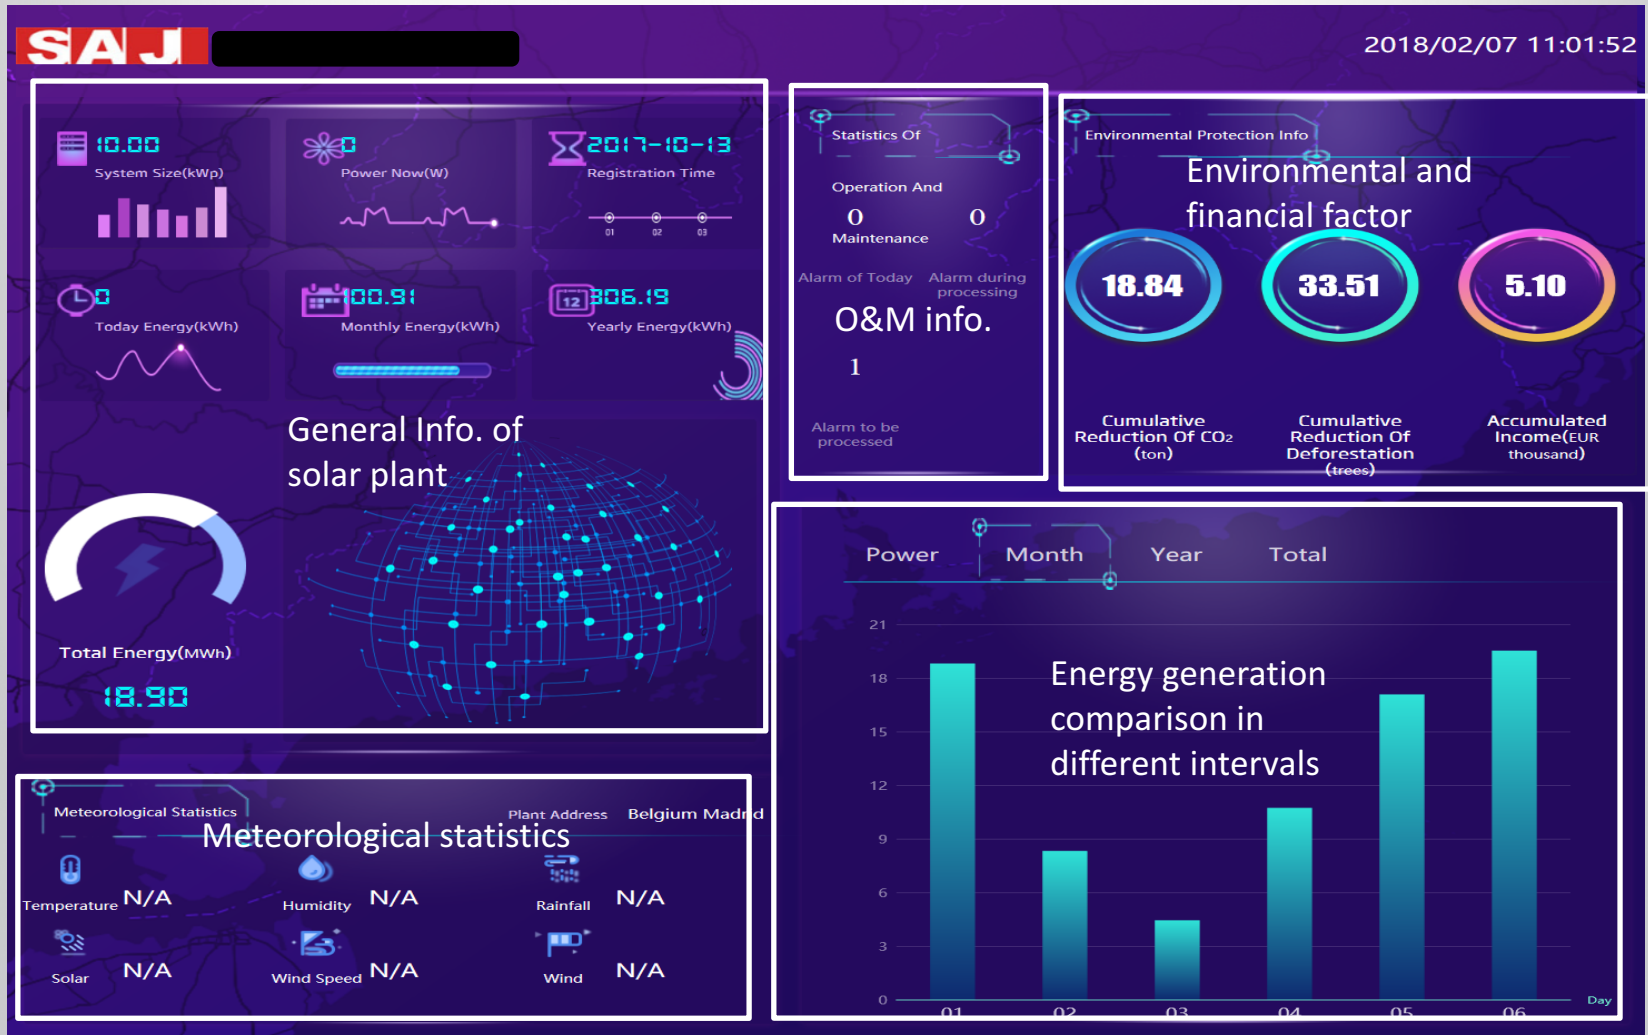 SAJ
2018/02/07 11:01:52
10.00
System Size(kWp)
0
Power Now(W)
2017-10-13
Registration Time
01 02 03
0
Today Energy(kWh)
100.91
Monthly Energy(kWh)
12
306.19
Yearly Energy(kWh)
General Info. of
solar plant
Total Energy(MWh)
18.90
Statistics Of
Operation And
0 0
Maintenance
Alarm of Today
Alarm during
processing
O&M info.
1
Alarm to be
processed
Environmental Protection Info
Environmental and
financial factor
18.84
33.51
5.10
Cumulative
Reduction Of CO₂
(ton)
Cumulative
Reduction Of
Deforestation
(trees)
Accumulated
Income(EUR
thousand)
Meteorological Statistics
Plant Address Belgium Madrid
Meteorological statistics
Temperature N/A
Humidity N/A
Rainfall N/A
Solar N/A
Wind Speed N/A
Wind N/A
Power Month Year Total
21
18
15
12
9
6
3
0
Energy generation
comparison in
different intervals
01 02 03 04 05 06
Day